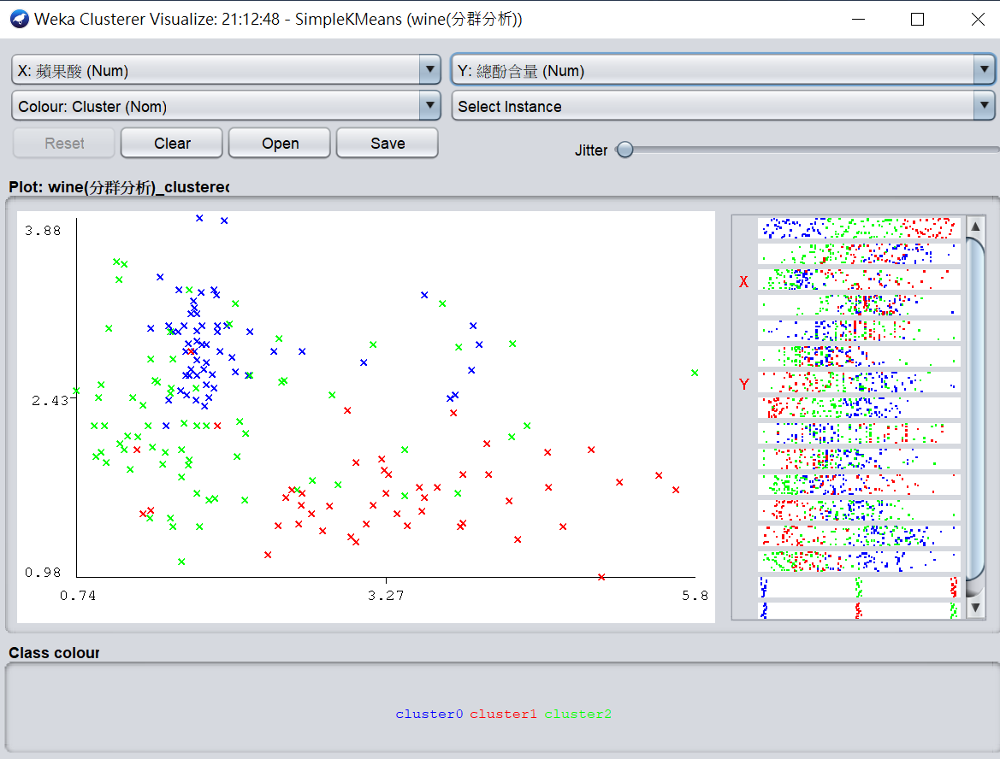 Weka Clusterer Visualize: 21:12:48 - SimpleKMeans (wine(分群分析))
X: 蘋果酸 (Num)
Y: 總酚含量 (Num)
Colour: Cluster (Nom)
Select Instance
Reset
Clear
Open
Save
Jitter
Plot: wine(分群分析)_clustered
3.88
2.43
0.98
0.74
3.27
5.8
X
Y
Class colour
cluster0 cluster1 cluster2